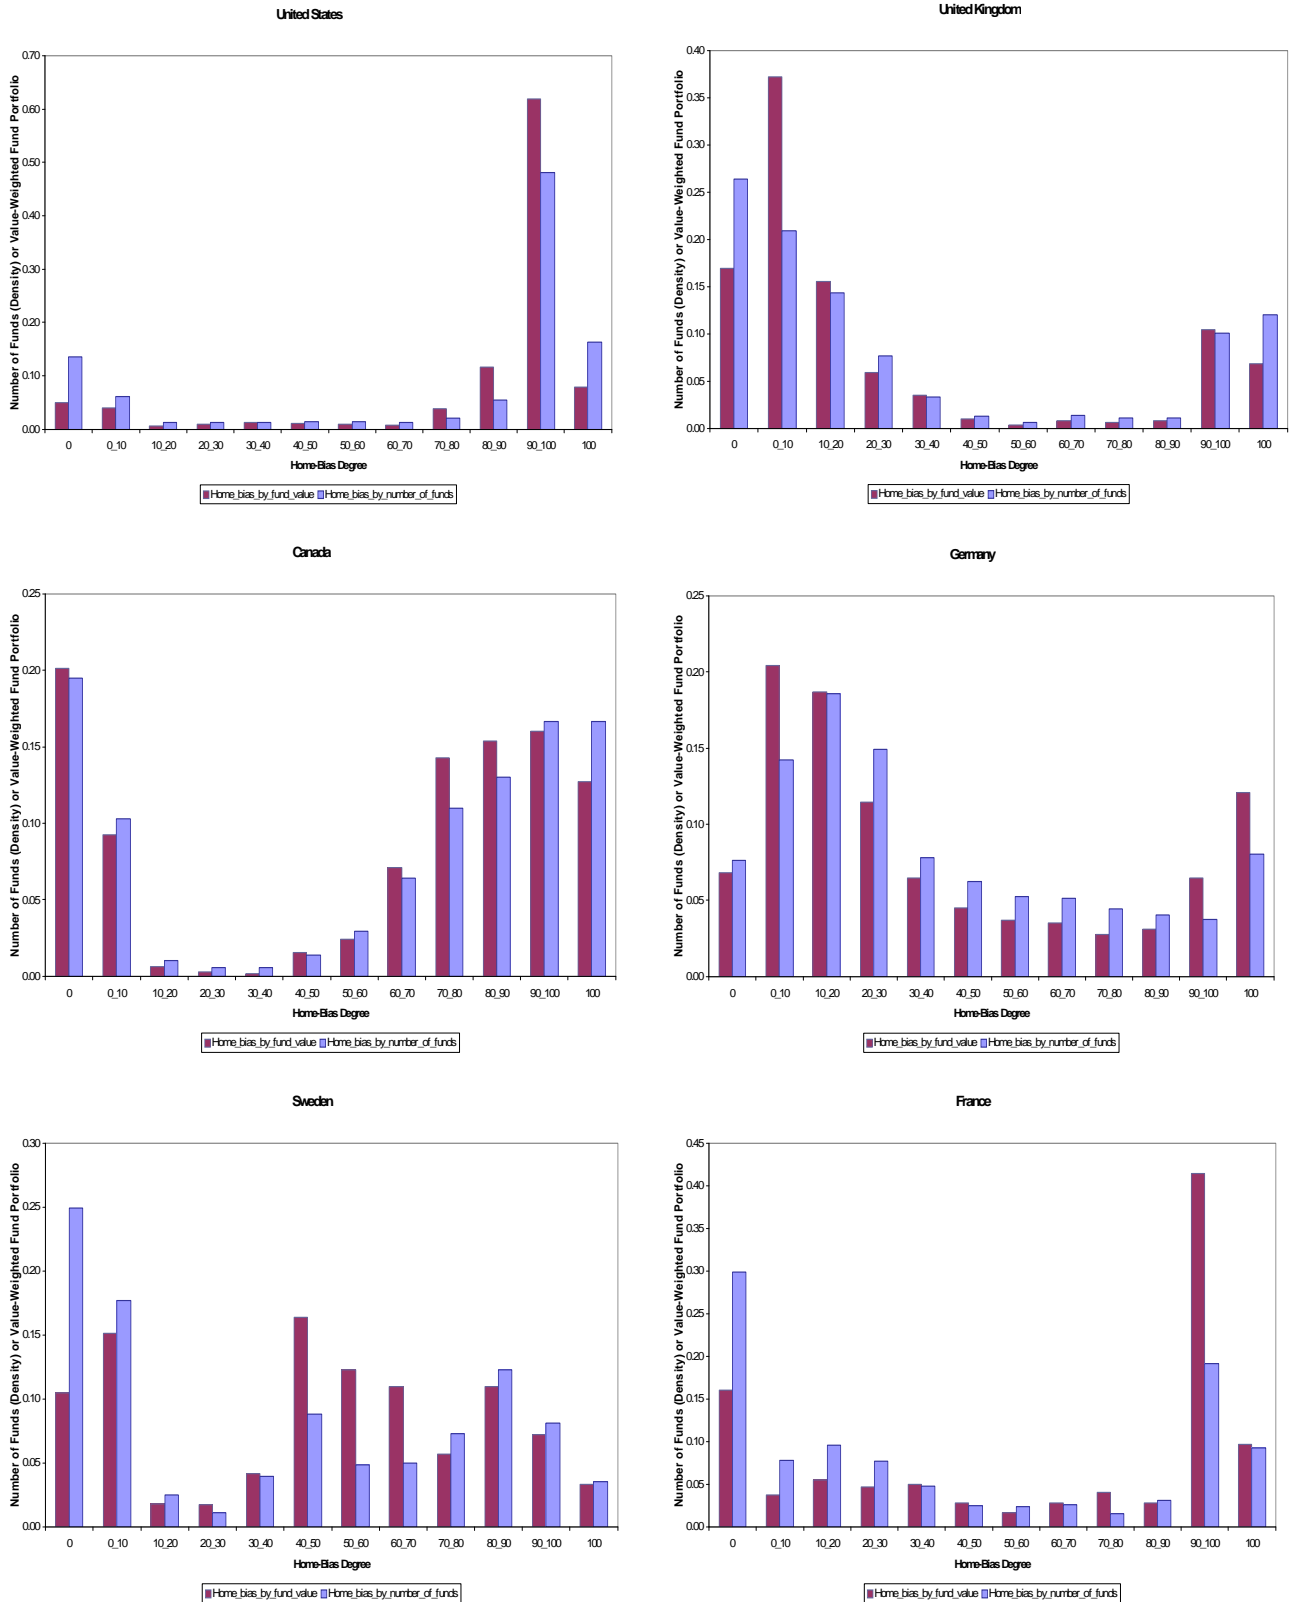 United States
Number of Funds (Density) or Value-Weighted Fund Portfolio
0.70
0.60
0.50
0.40
0.30
0.20
0.10
0.00
0 0_10 10_20 20_30 30_40 40_50 50_60 60_70 70_80 80_90 90_100 100
Home-Bias Degree
Home_bias_by_fund_value Home_bias_by_number_of_funds
United Kingdom
Number of Funds (Density) or Value-Weighted Fund Portfolio
0.40
0.35
0.30
0.25
0.20
0.15
0.10
0.05
0.00
0 0_10 10_20 20_30 30_40 40_50 50_60 60_70 70_80 80_90 90_100 100
Home-Bias Degree
Home_bias_by_fund_value Home_bias_by_number_of_funds
Canada
Number of Funds (Density) or Value-Weighted Fund Portfolio
0.25
0.20
0.15
0.10
0.05
0.00
0 0_10 10_20 20_30 30_40 40_50 50_60 60_70 70_80 80_90 90_100 100
Home-Bias Degree
Home_bias_by_fund_value Home_bias_by_number_of_funds
Germany
Number of Funds (Density) or Value-Weighted Fund Portfolio
0.25
0.20
0.15
0.10
0.05
0.00
0 0_10 10_20 20_30 30_40 40_50 50_60 60_70 70_80 80_90 90_100 100
Home-Bias Degree
Home_bias_by_fund_value Home_bias_by_number_of_funds
Sweden
Number of Funds (Density) or Value-Weighted Fund Portfolio
0.30
0.25
0.20
0.15
0.10
0.05
0.00
0 0_10 10_20 20_30 30_40 40_50 50_60 60_70 70_80 80_90 90_100 100
Home-Bias Degree
Home_bias_by_fund_value Home_bias_by_number_of_funds
France
Number of Funds (Density) or Value-Weighted Fund Portfolio
0.45
0.40
0.35
0.30
0.25
0.20
0.15
0.10
0.05
0.00
0 0_10 10_20 20_30 30_40 40_50 50_60 60_70 70_80 80_90 90_100 100
Home-Bias Degree
Home_bias_by_fund_value Home_bias_by_number_of_funds